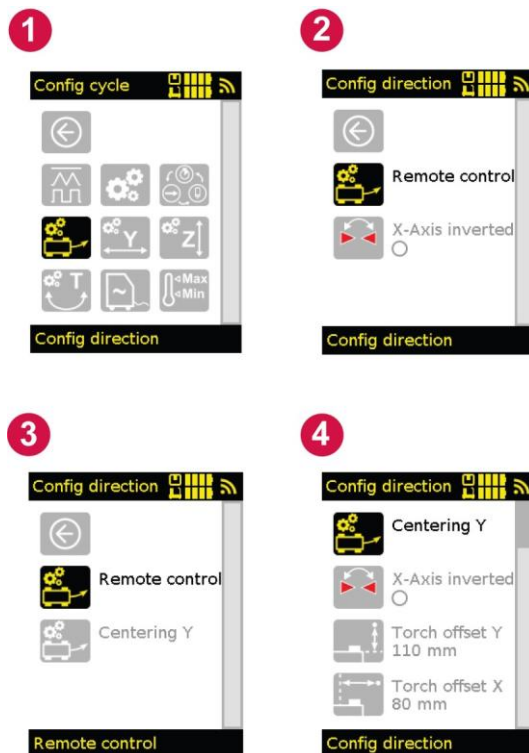 1
Config cycle
Y
Z
T
Max
Min
Config direction
2
Config direction
Remote control
X-Axis inverted
Config direction
3
Config direction
Remote control
Centering Y
Remote control
4
Config direction
Centering Y
X-Axis inverted
Torch offset Y
110 mm
Torch offset X
80 mm
Config direction